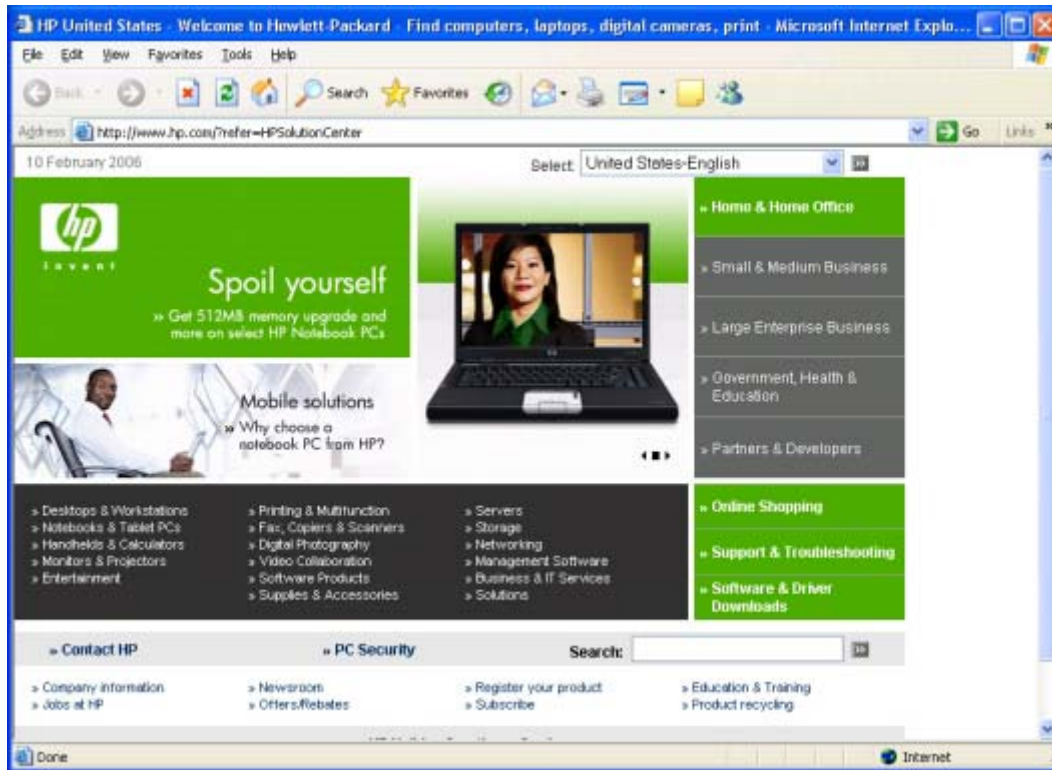 HP United States - Welcome to Hewlett-Packard - Find computers, laptops, digital cameras, print - Microsoft Internet Explo...
File Edit View Favorites Tools Help
Back Search Favorites
Address http://www.hp.com/?refer=HPSolutionCenter Go Links »
10 February 2006 Select: United States-English
hp
invent
Spoil yourself
» Get 512MB memory upgrade and
more on select HP Notebook PCs
Mobile solutions
» Why choose a
notebook PC from HP?
» Home & Home Office
» Small & Medium Business
» Large Enterprise Business
» Government, Health &
Education
» Partners & Developers
» Desktops & Workstations
» Notebooks & Tablet PCs
» Handhelds & Calculators
» Monitors & Projectors
» Entertainment
» Printing & Multifunction
» Fax, Copiers & Scanners
» Digital Photography
» Video Collaboration
» Software Products
» Supplies & Accessories
» Servers
» Storage
» Networking
» Management Software
» Business & IT Services
» Solutions
» Online Shopping
» Support & Troubleshooting
» Software & Driver
Downloads
» Contact HP » PC Security Search:
» Company information » Newsroom » Register your product » Education & Training
» Jobs at HP » Offers/Rebates » Subscribe » Product recycling
Done Internet